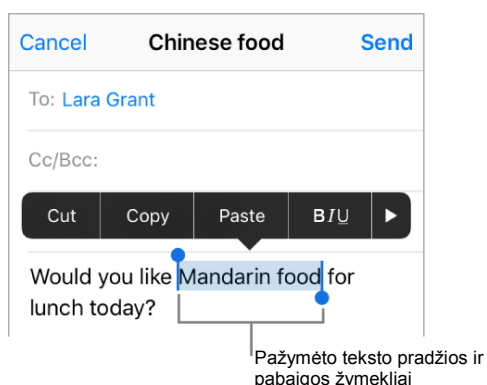 Cancel Chinese food Send
To: Lara Grant
Cc/Bcc:
Cut Copy Paste BIU
Would you like Mandarin food for
lunch today?
Pažymėto teksto pradžios ir
pabaigos žymekliai